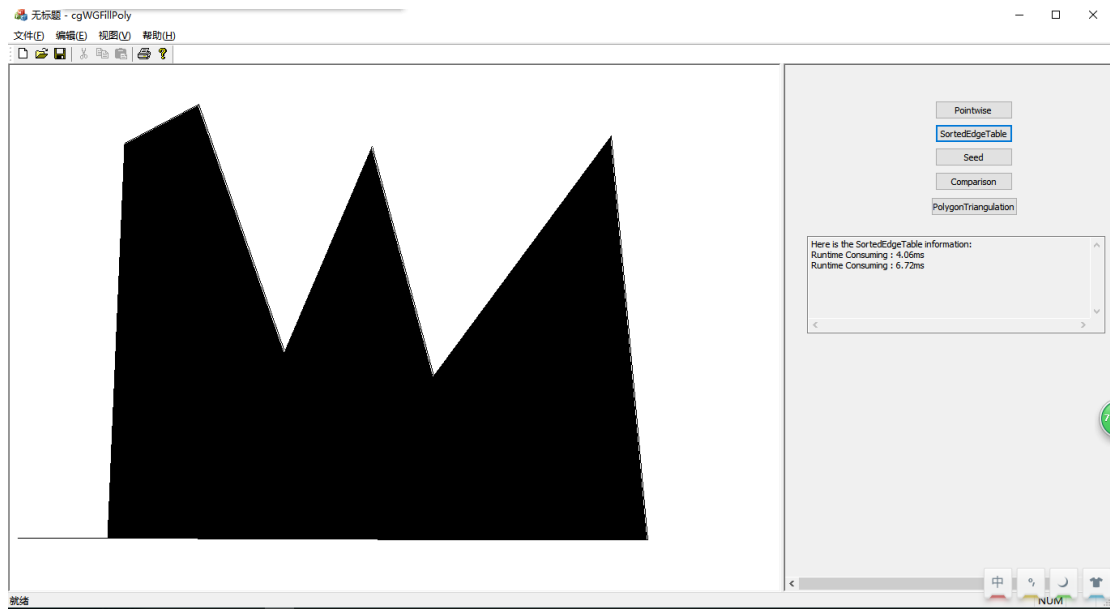 无标题 - cgWGFillPoly
文件(F) 编辑(E) 视图(V) 帮助(H)
Pointwise
SortedEdgeTable
Seed
Comparison
PolygonTriangulation
Here is the SortedEdgeTable information:
Runtime Consuming : 4.06ms
Runtime Consuming : 6.72ms
7
中
就绪
NUM